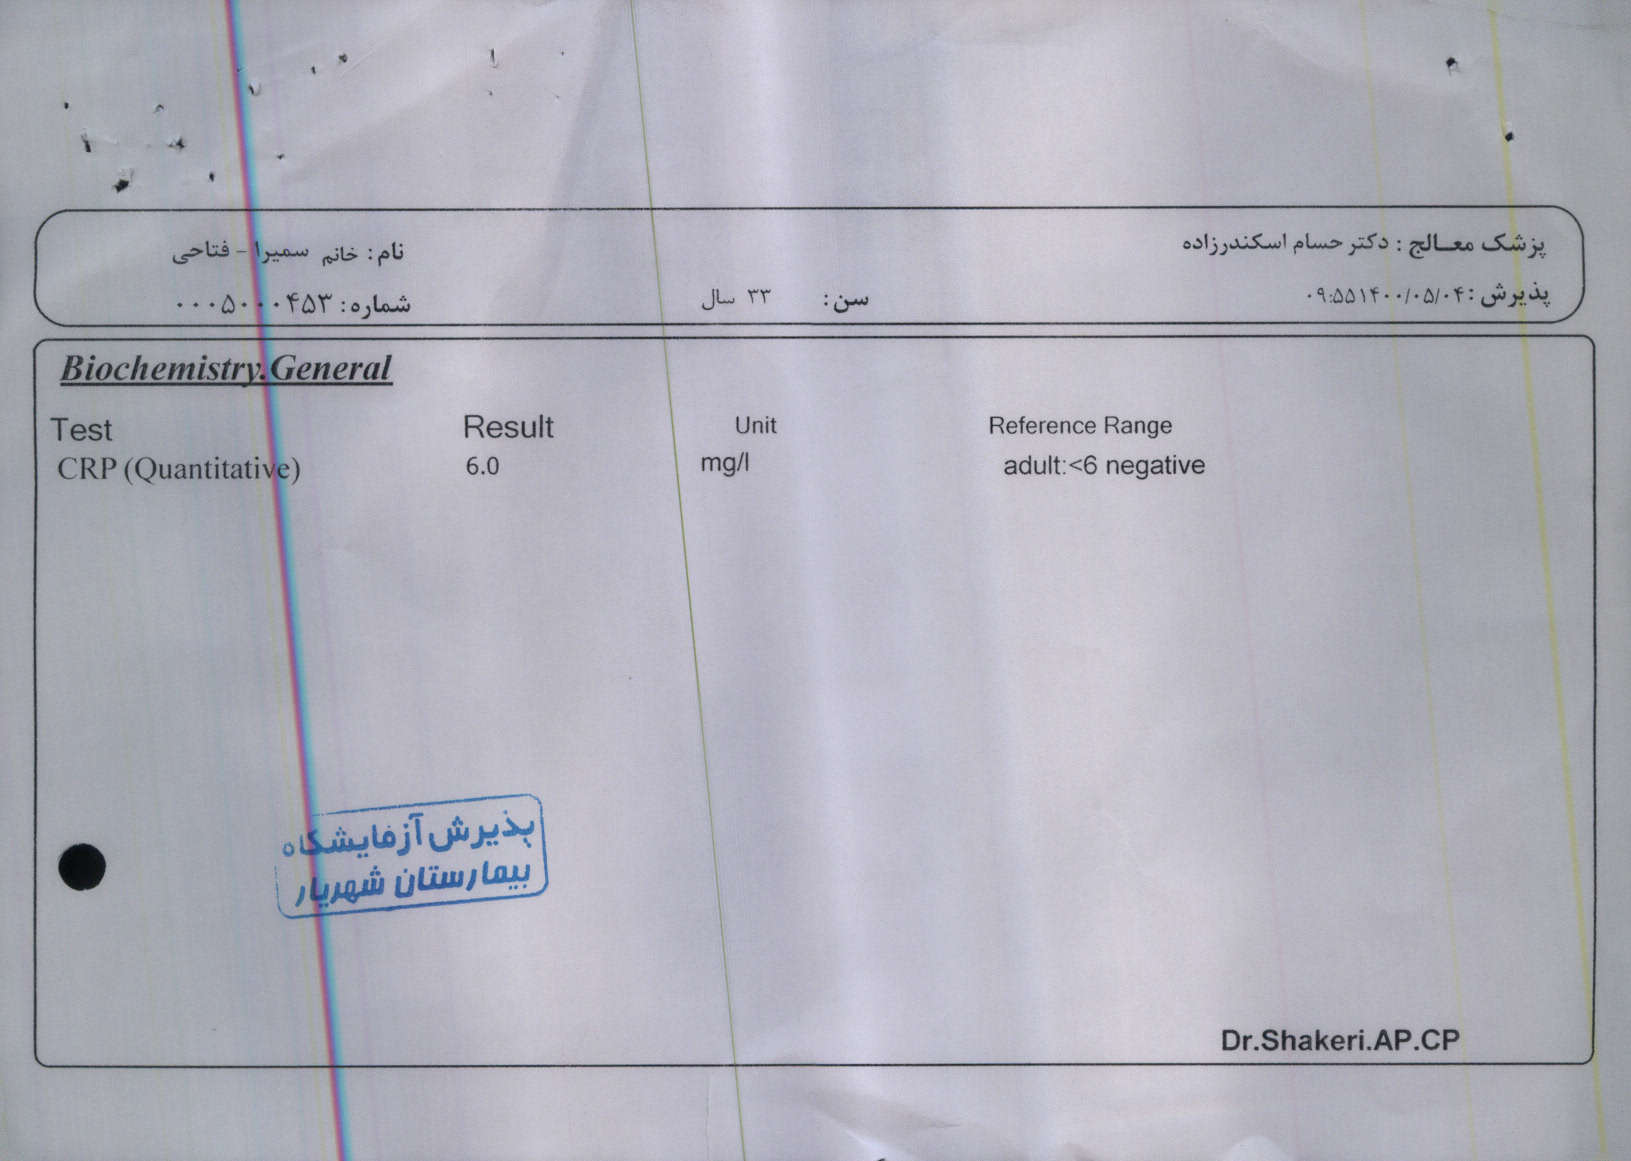 پزشک معالج : دکتر حسام اسکندرزاده
نام: خانم سمیرا - فتاحی
پذیرش : ۱۴۰۰/۰۵/۰۴ ۰۹:۵۵
سن : ۳۳ سال
شماره: ۰۰۰۵۰۰۰۴۵۳
Biochemistry.General
Test Result Unit Reference Range
CRP (Quantitative) 6.0 mg/l adult:<6 negative
پذیرش آزمایشگاه
بیمارستان شهریار
Dr.Shakeri.AP.CP